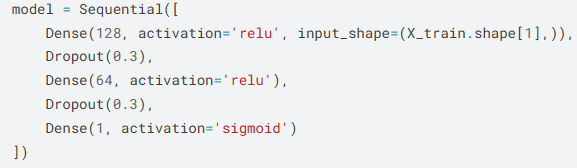 model = Sequential([
    Dense(128, activation='relu', input_shape=(X_train.shape[1],)),
    Dropout(0.3),
    Dense(64, activation='relu'),
    Dropout(0.3),
    Dense(1, activation='sigmoid')
])